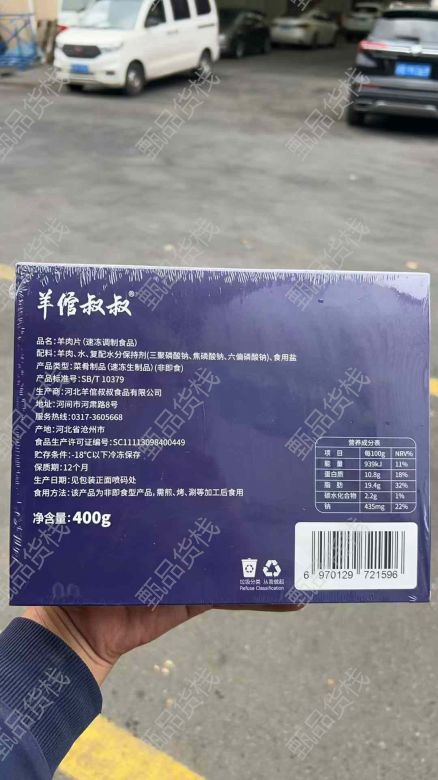 羊倌叔叔®
品名:羊肉片(速冻调制食品)
配料:羊肉、水、复配水分保持剂(三聚磷酸钠、焦磷酸钠、六偏磷酸钠)、食用盐
产品类型:菜肴制品(速冻生制品)(非即食)
产品标准号:SB/T 10379
生产商:河北羊倌叔叔食品有限公司
地址:河间市河肃路8号
服务热线:0317-3605668
产地:河北省沧州市
食品生产许可证编号:SC11113098400449
贮存条件:-18°C以下冷冻保存
保质期:12个月
生产日期:见包装正面喷码处
食用方法:该产品为非即食型产品，需煎、烤、涮等加工后食用
净含量:400g
营养成分表
项目 每100g NRV%
能量 939kJ 11%
蛋白质 10.8g 18%
脂肪 19.4g 32%
碳水化合物 2.2g 1%
钠 435mg 22%
垃圾分类 从我做起
Refuse Classification
6 970129 721596
甄品货栈